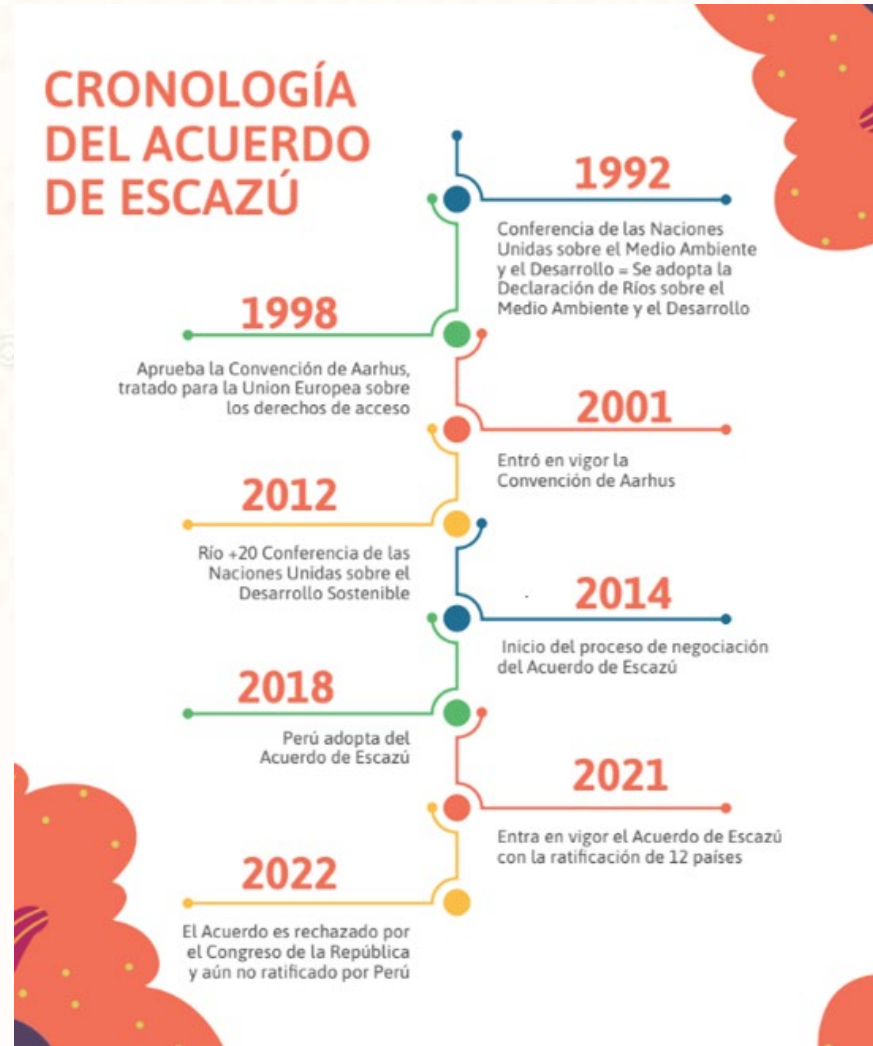 CRONOLOGÍA
DEL ACUERDO
DE ESCAZÚ
1992
Conferencia de las Naciones
Unidas sobre el Medio Ambiente
y el Desarrollo = Se adopta la
Declaración de Ríos sobre el
Medio Ambiente y el Desarrollo
1998
Aprueba la Convención de Aarhus,
tratado para la Union Europea sobre
los derechos de acceso
2001
Entró en vigor la
Convención de Aarhus
2012
Río +20 Conferencia de las
Naciones Unidas sobre el
Desarrollo Sostenible
2014
Inicio del proceso de negociación
del Acuerdo de Escazú
2018
Perú adopta del
Acuerdo de Escazú
2021
Entra en vigor el Acuerdo de Escazú
con la ratificación de 12 países
2022
El Acuerdo es rechazado por
el Congreso de la República
y aún no ratificado por Perú